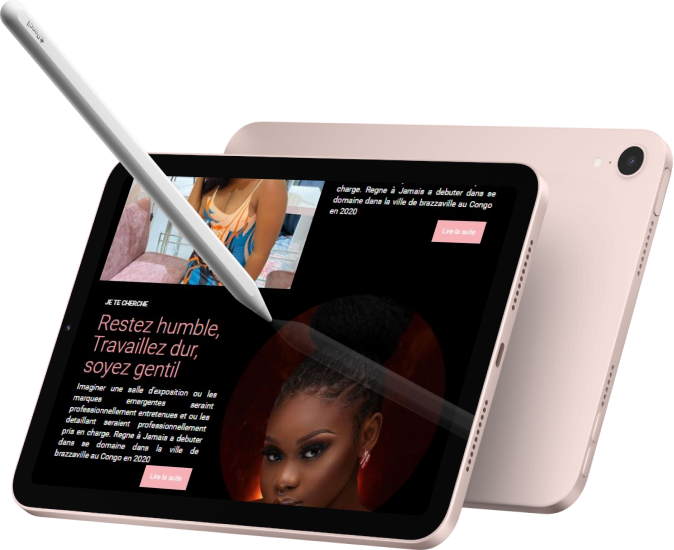 charge. Regne à Jamais a debuter dans se
domaine dans la ville de brazzaville au Congo
en 2020
Lire la suite
JE TE CHERCHE
Restez humble,
Travaillez dur,
soyez gentil
Imaginer une salle d'exposition ou les
marques emergentes seraint
professionnellement entretenues et ou les
detaillant seraient professionnellement
pris en charge. Regne à Jamais a debuter
dans se domaine dans la ville de
brazzaville au Congo en 2020
Lire la suite